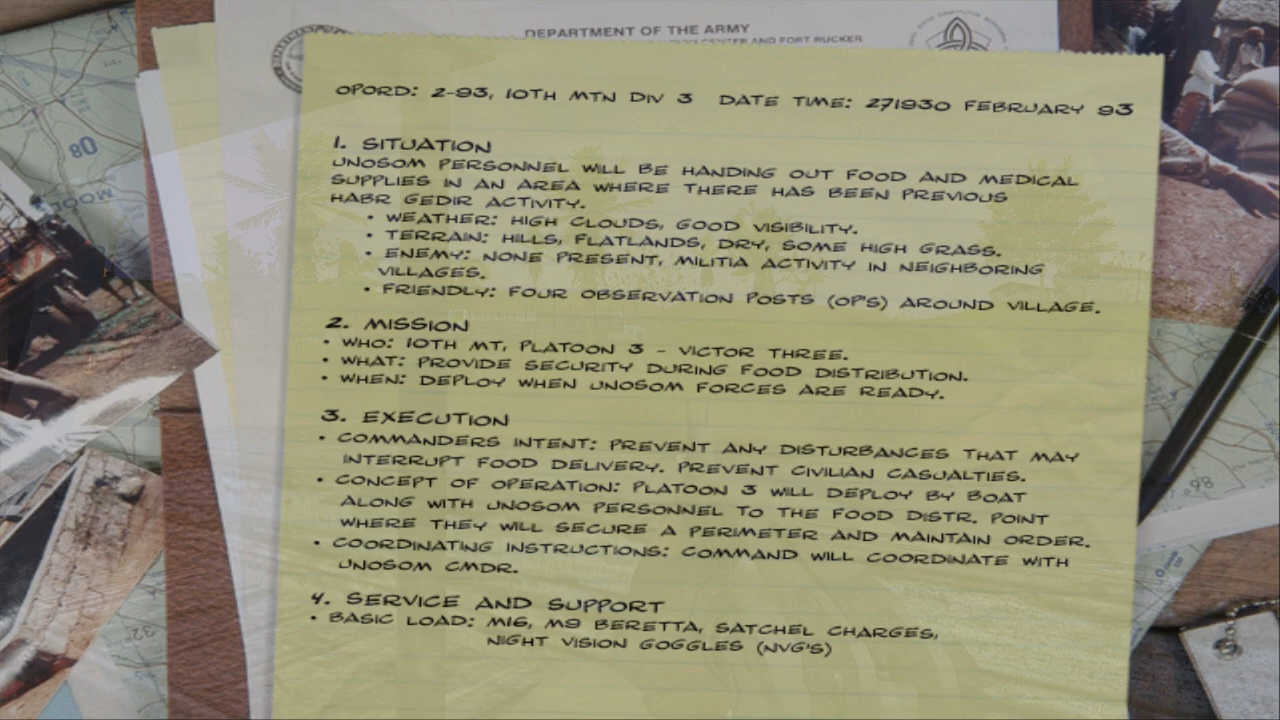 DEPARTMENT OF THE ARMY
CENTER AND FORT RUCKER
OPORD: 2-93, 10TH MTN DIV 3 DATE TIME: 271930 FEBRUARY 93
1. SITUATION
UNOSOM PERSONNEL WILL BE HANDING OUT FOOD AND MEDICAL
SUPPLIES IN AN AREA WHERE THERE HAS BEEN PREVIOUS
HABR GEDIR ACTIVITY.
• WEATHER: HIGH CLOUDS, GOOD VISIBILITY.
• TERRAIN: HILLS, FLATLANDS, DRY, SOME HIGH GRASS.
• ENEMY: NONE PRESENT, MILITIA ACTIVITY IN NEIGHBORING
VILLAGES.
• FRIENDLY: FOUR OBSERVATION POSTS (OP'S) AROUND VILLAGE.
2. MISSION
• WHO: 10TH MT, PLATOON 3 - VICTOR THREE.
• WHAT: PROVIDE SECURITY DURING FOOD DISTRIBUTION.
• WHEN: DEPLOY WHEN UNOSOM FORCES ARE READY.
3. EXECUTION
• COMMANDERS INTENT: PREVENT ANY DISTURBANCES THAT MAY
INTERRUPT FOOD DELIVERY. PREVENT CIVILIAN CASUALTIES.
• CONCEPT OF OPERATION: PLATOON 3 WILL DEPLOY BY BOAT
ALONG WITH UNOSOM PERSONNEL TO THE FOOD DISTR. POINT
WHERE THEY WILL SECURE A PERIMETER AND MAINTAIN ORDER.
• COORDINATING INSTRUCTIONS: COMMAND WILL COORDINATE WITH
UNOSOM CMDR.
4. SERVICE AND SUPPORT
• BASIC LOAD: M16, M9 BERETTA, SATCHEL CHARGES,
NIGHT VISION GOGGLES (NVG'S)
80
98
32°